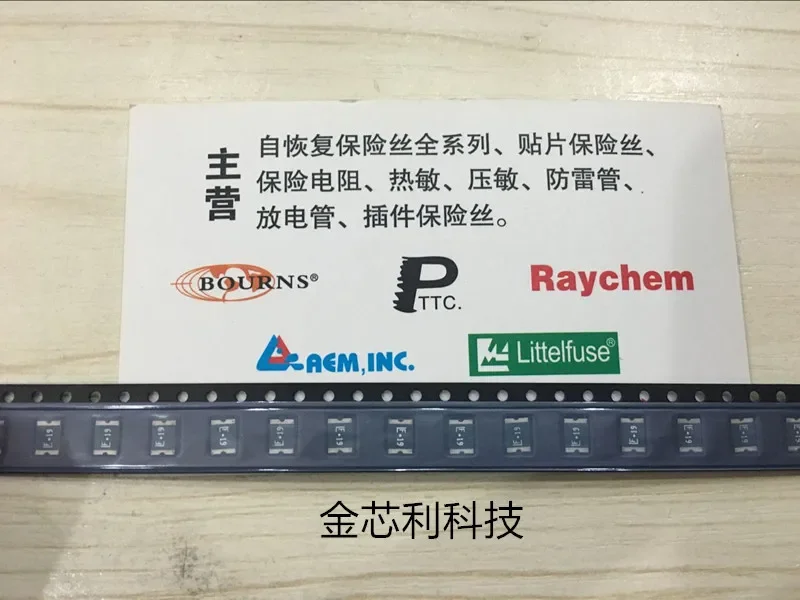 主营
自恢复保险丝全系列、贴片保险丝、
保险电阻、热敏、压敏、防雷管、
放电管、插件保险丝。
BOURNS®
P TTC.
Raychem
AEM, INC.
Littelfuse®
金芯利科技